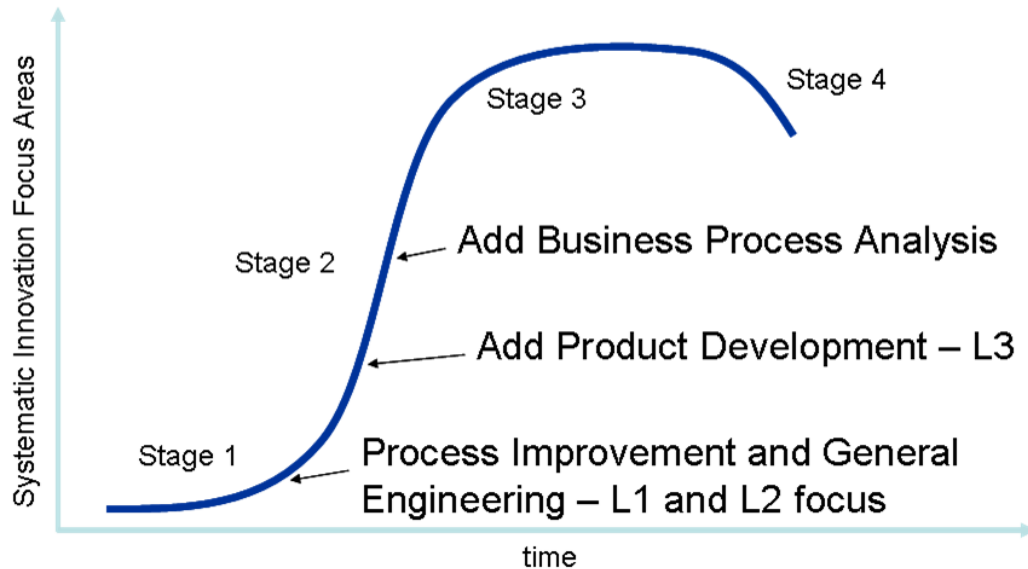 Systematic Innovation Focus Areas
Stage 3
Stage 4
Add Business Process Analysis
Stage 2
Add Product Development – L3
Stage 1
Process Improvement and General
Engineering – L1 and L2 focus
time